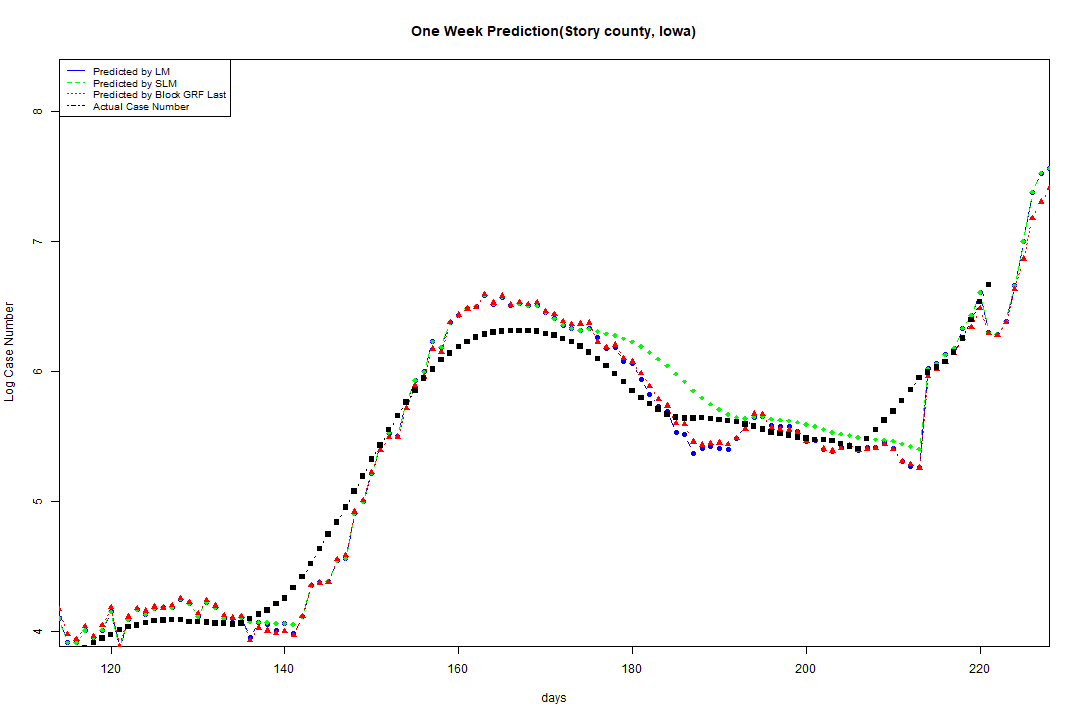 One Week Prediction(Story county, Iowa)
Predicted by LM
Predicted by SLM
Predicted by Block GRF Last
Actual Case Number
8
7
6
5
4
Log Case Number
120 140 160 180 200 220
days